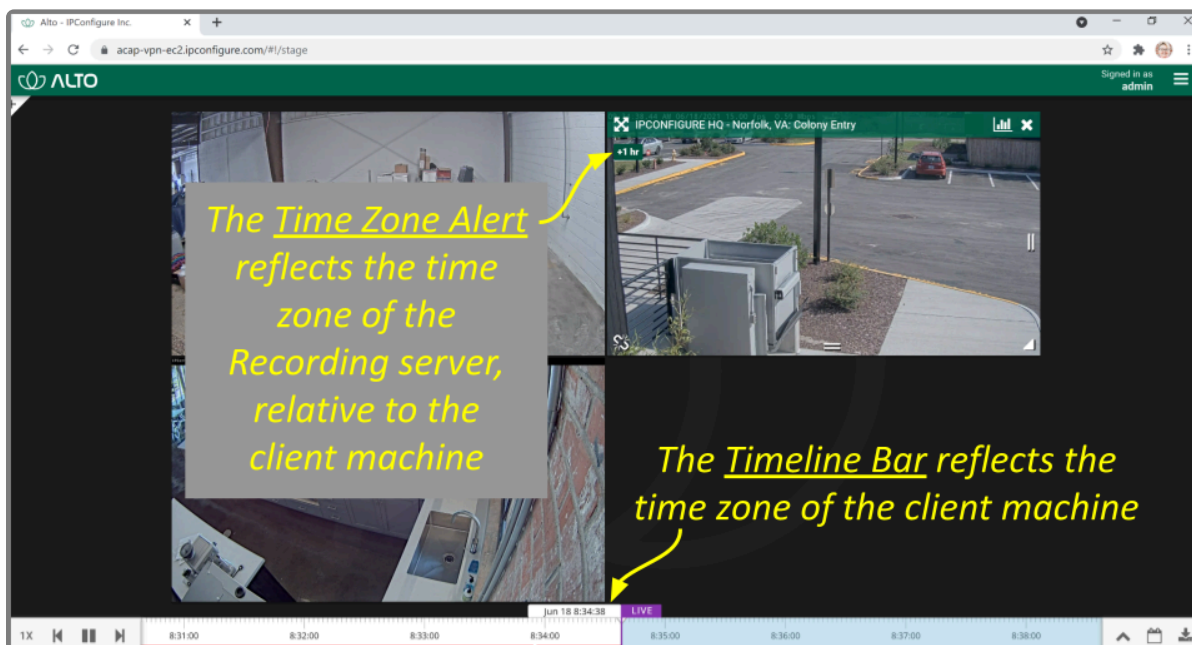 Alto - IPConfigure Inc.
acap-vpn-ec2.ipconfigure.com/#!/stage
ALTO
Signed in as
admin
IPCONFIGURE HQ - Norfolk, VA: Colony Entry
+1 hr
The Time Zone Alert
reflects the time
zone of the
Recording server,
relative to the
client machine
The Timeline Bar reflects the
time zone of the client machine
Jun 18 8:34:38
LIVE
1X
8:31:00
8:32:00
8:33:00
8:34:00
8:35:00
8:36:00
8:37:00
8:38:00